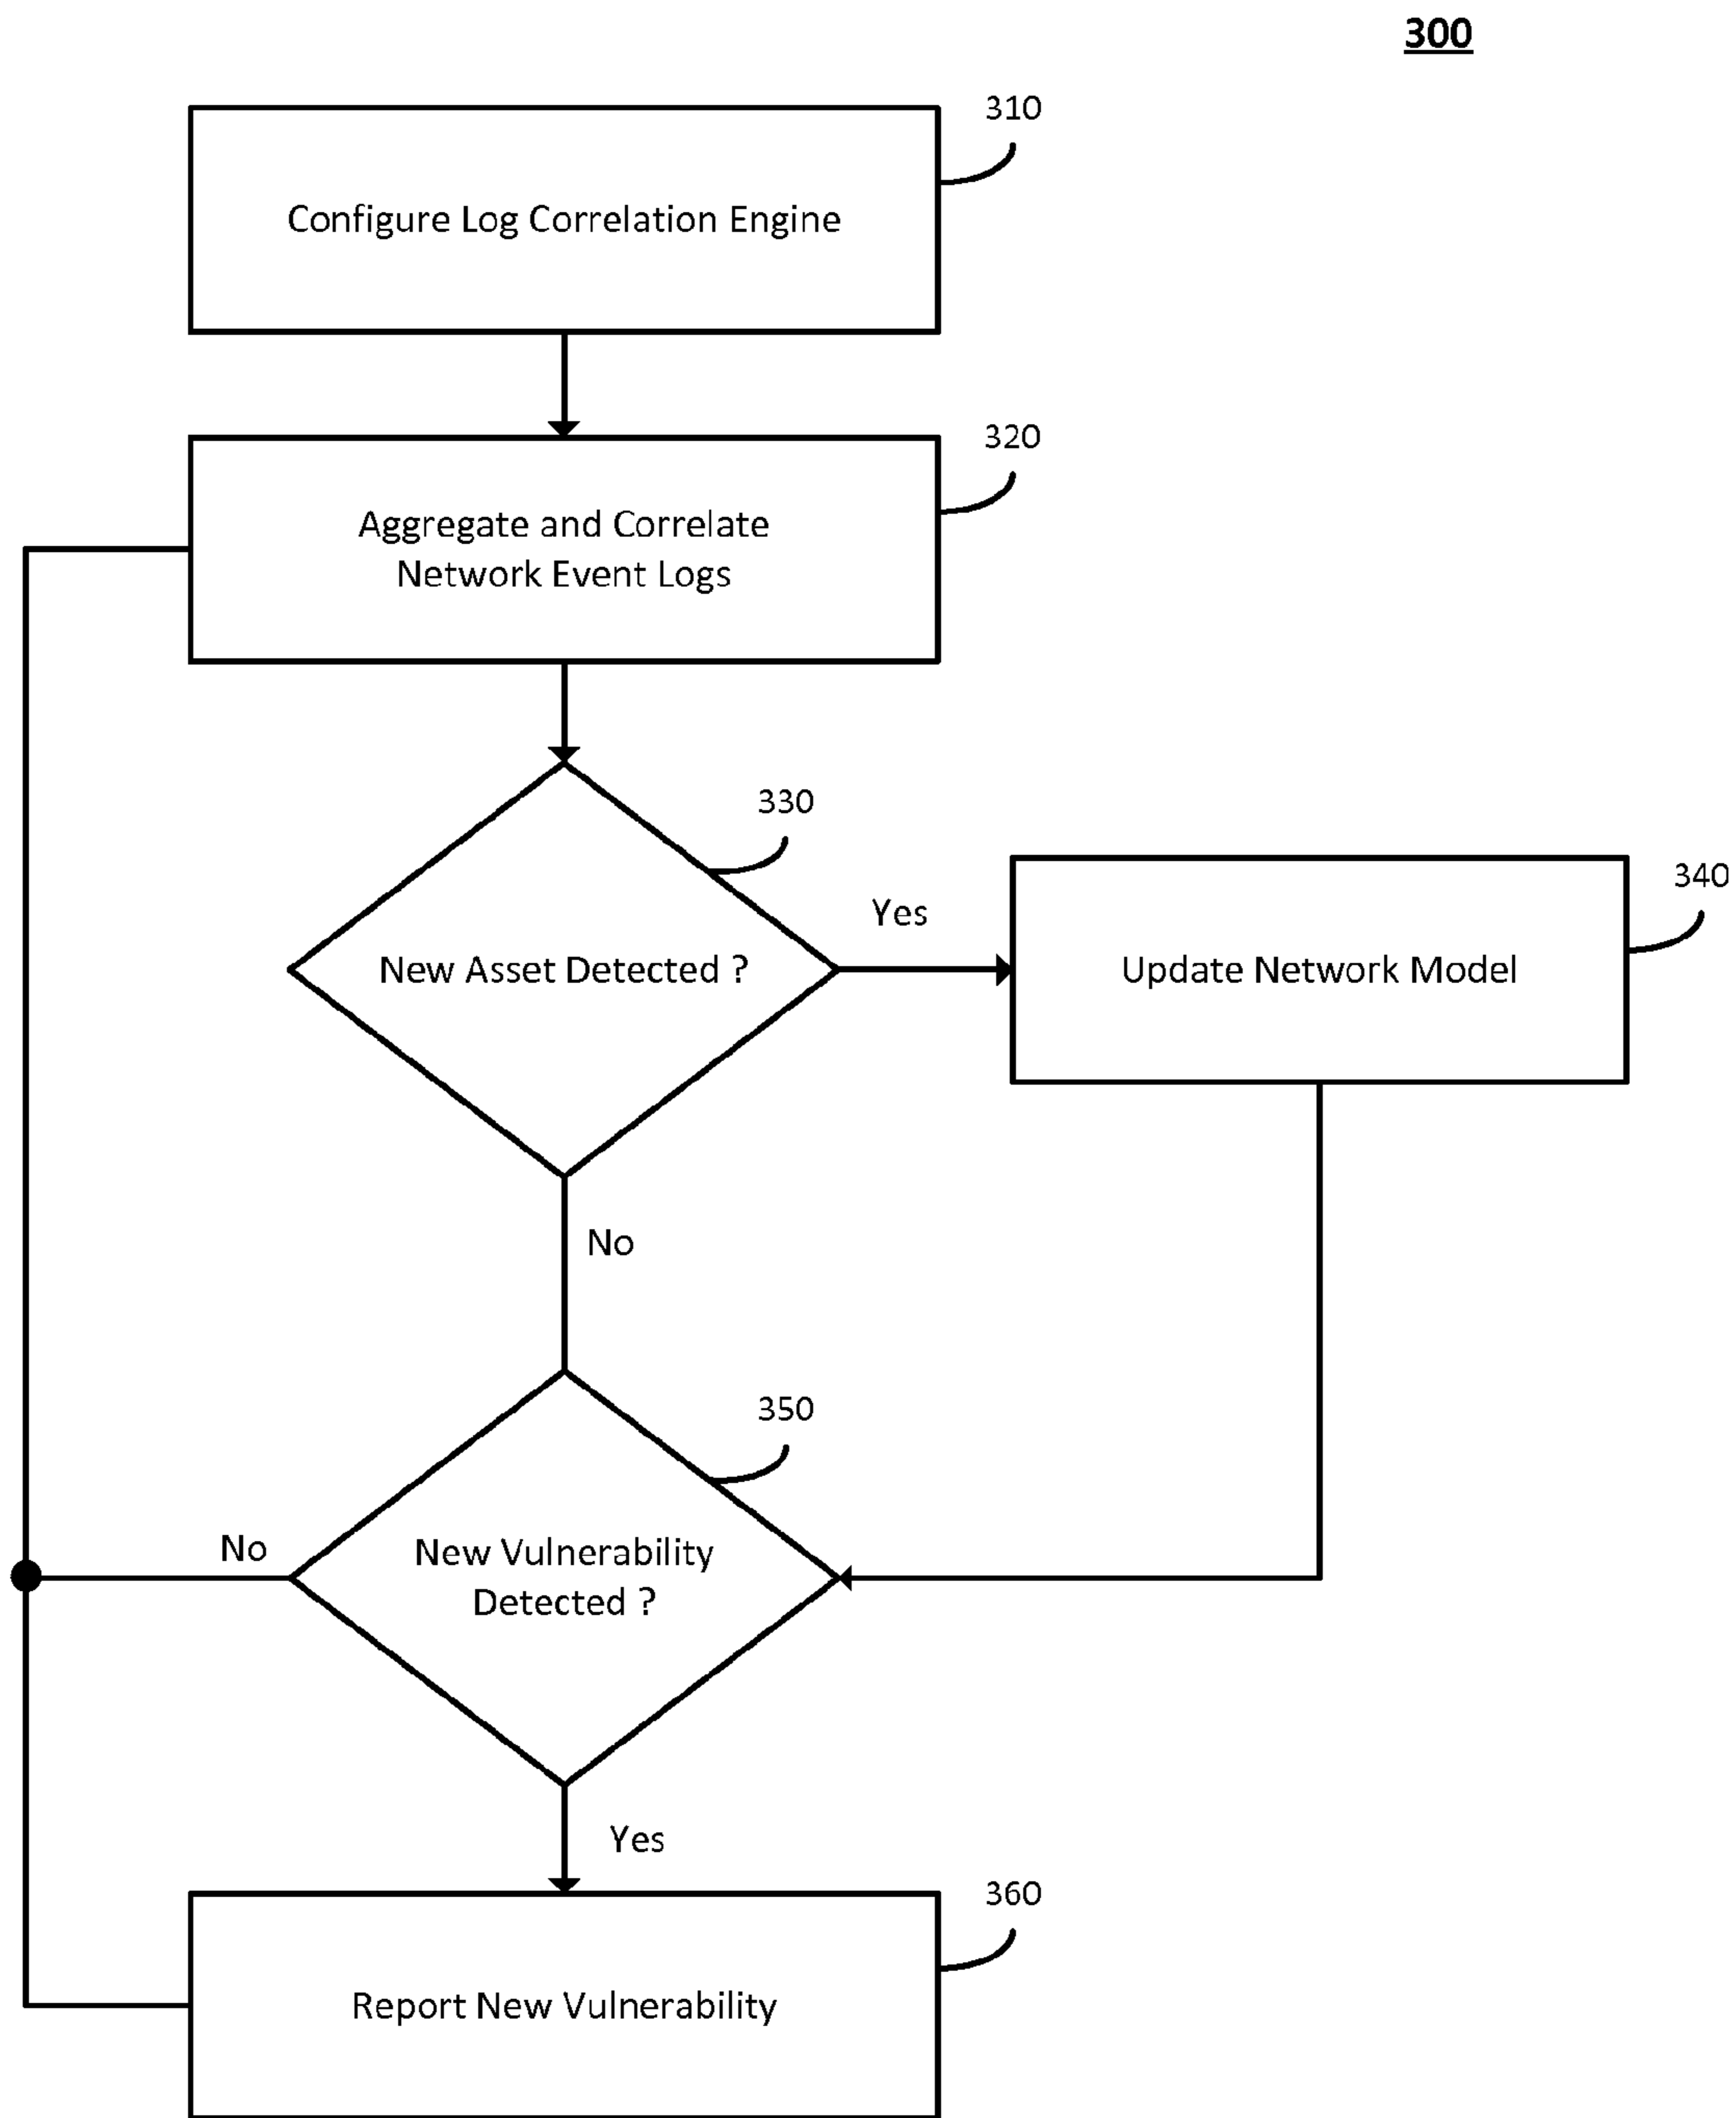 300
310
Configure Log Correlation Engine
320
Aggregate and Correlate
Network Event Logs
330
New Asset Detected ?
Yes
340
Update Network Model
No
350
New Vulnerability
Detected ?
No
Yes
360
Report New Vulnerability